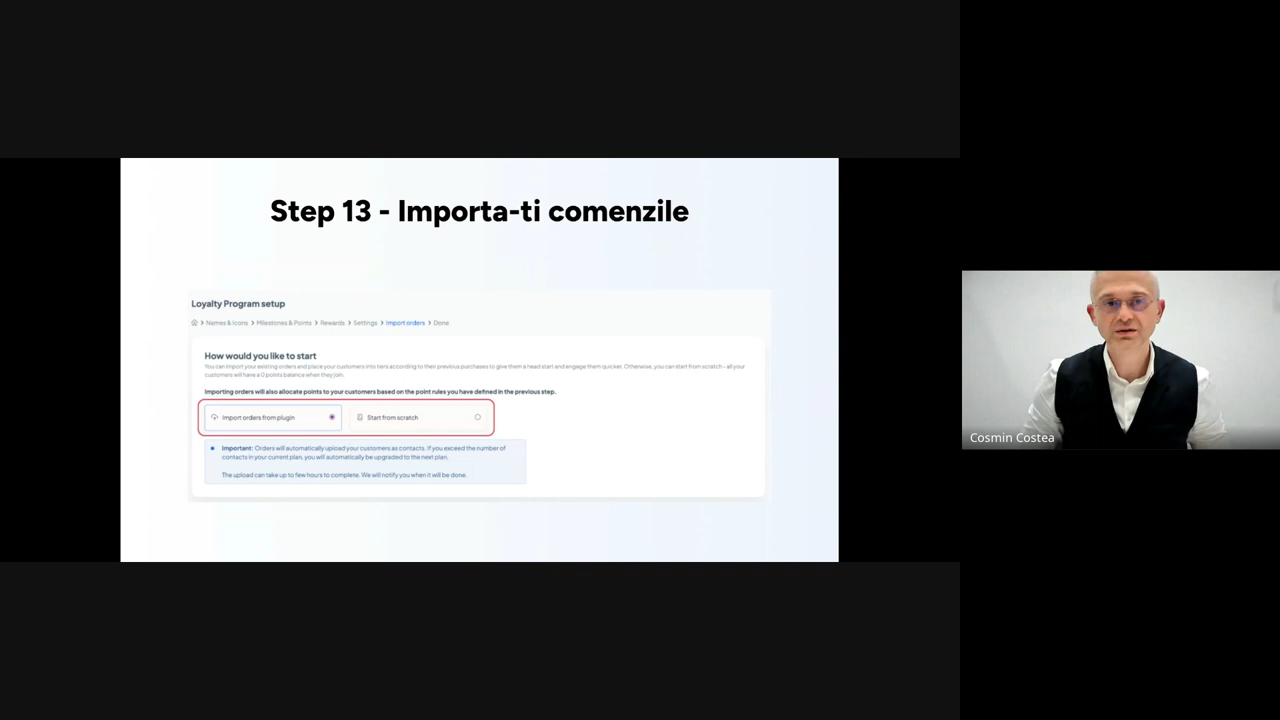 Step 13 - Importa-ti comenzile
Loyalty Program setup
Names & Icons > Milestones & Points > Rewards > Settings > Import orders > Done
How would you like to start
You can import your existing orders and place your customers into tiers according to their previous purchases to give them a head start and engage them quicker. Otherwise, you can start from scratch - all your
customers will have a 0 points balance when they join.
Importing orders will also allocate points to your customers based on the point rules you have defined in the previous step.
Import orders from plugin
Start from scratch
Important: Orders will automatically upload your customers as contacts. If you exceed the number of
contacts in your current plan, you will automatically be upgraded to the next plan.
The upload can take up to few hours to complete. We will notify you when it will be done.
Cosmin Costea